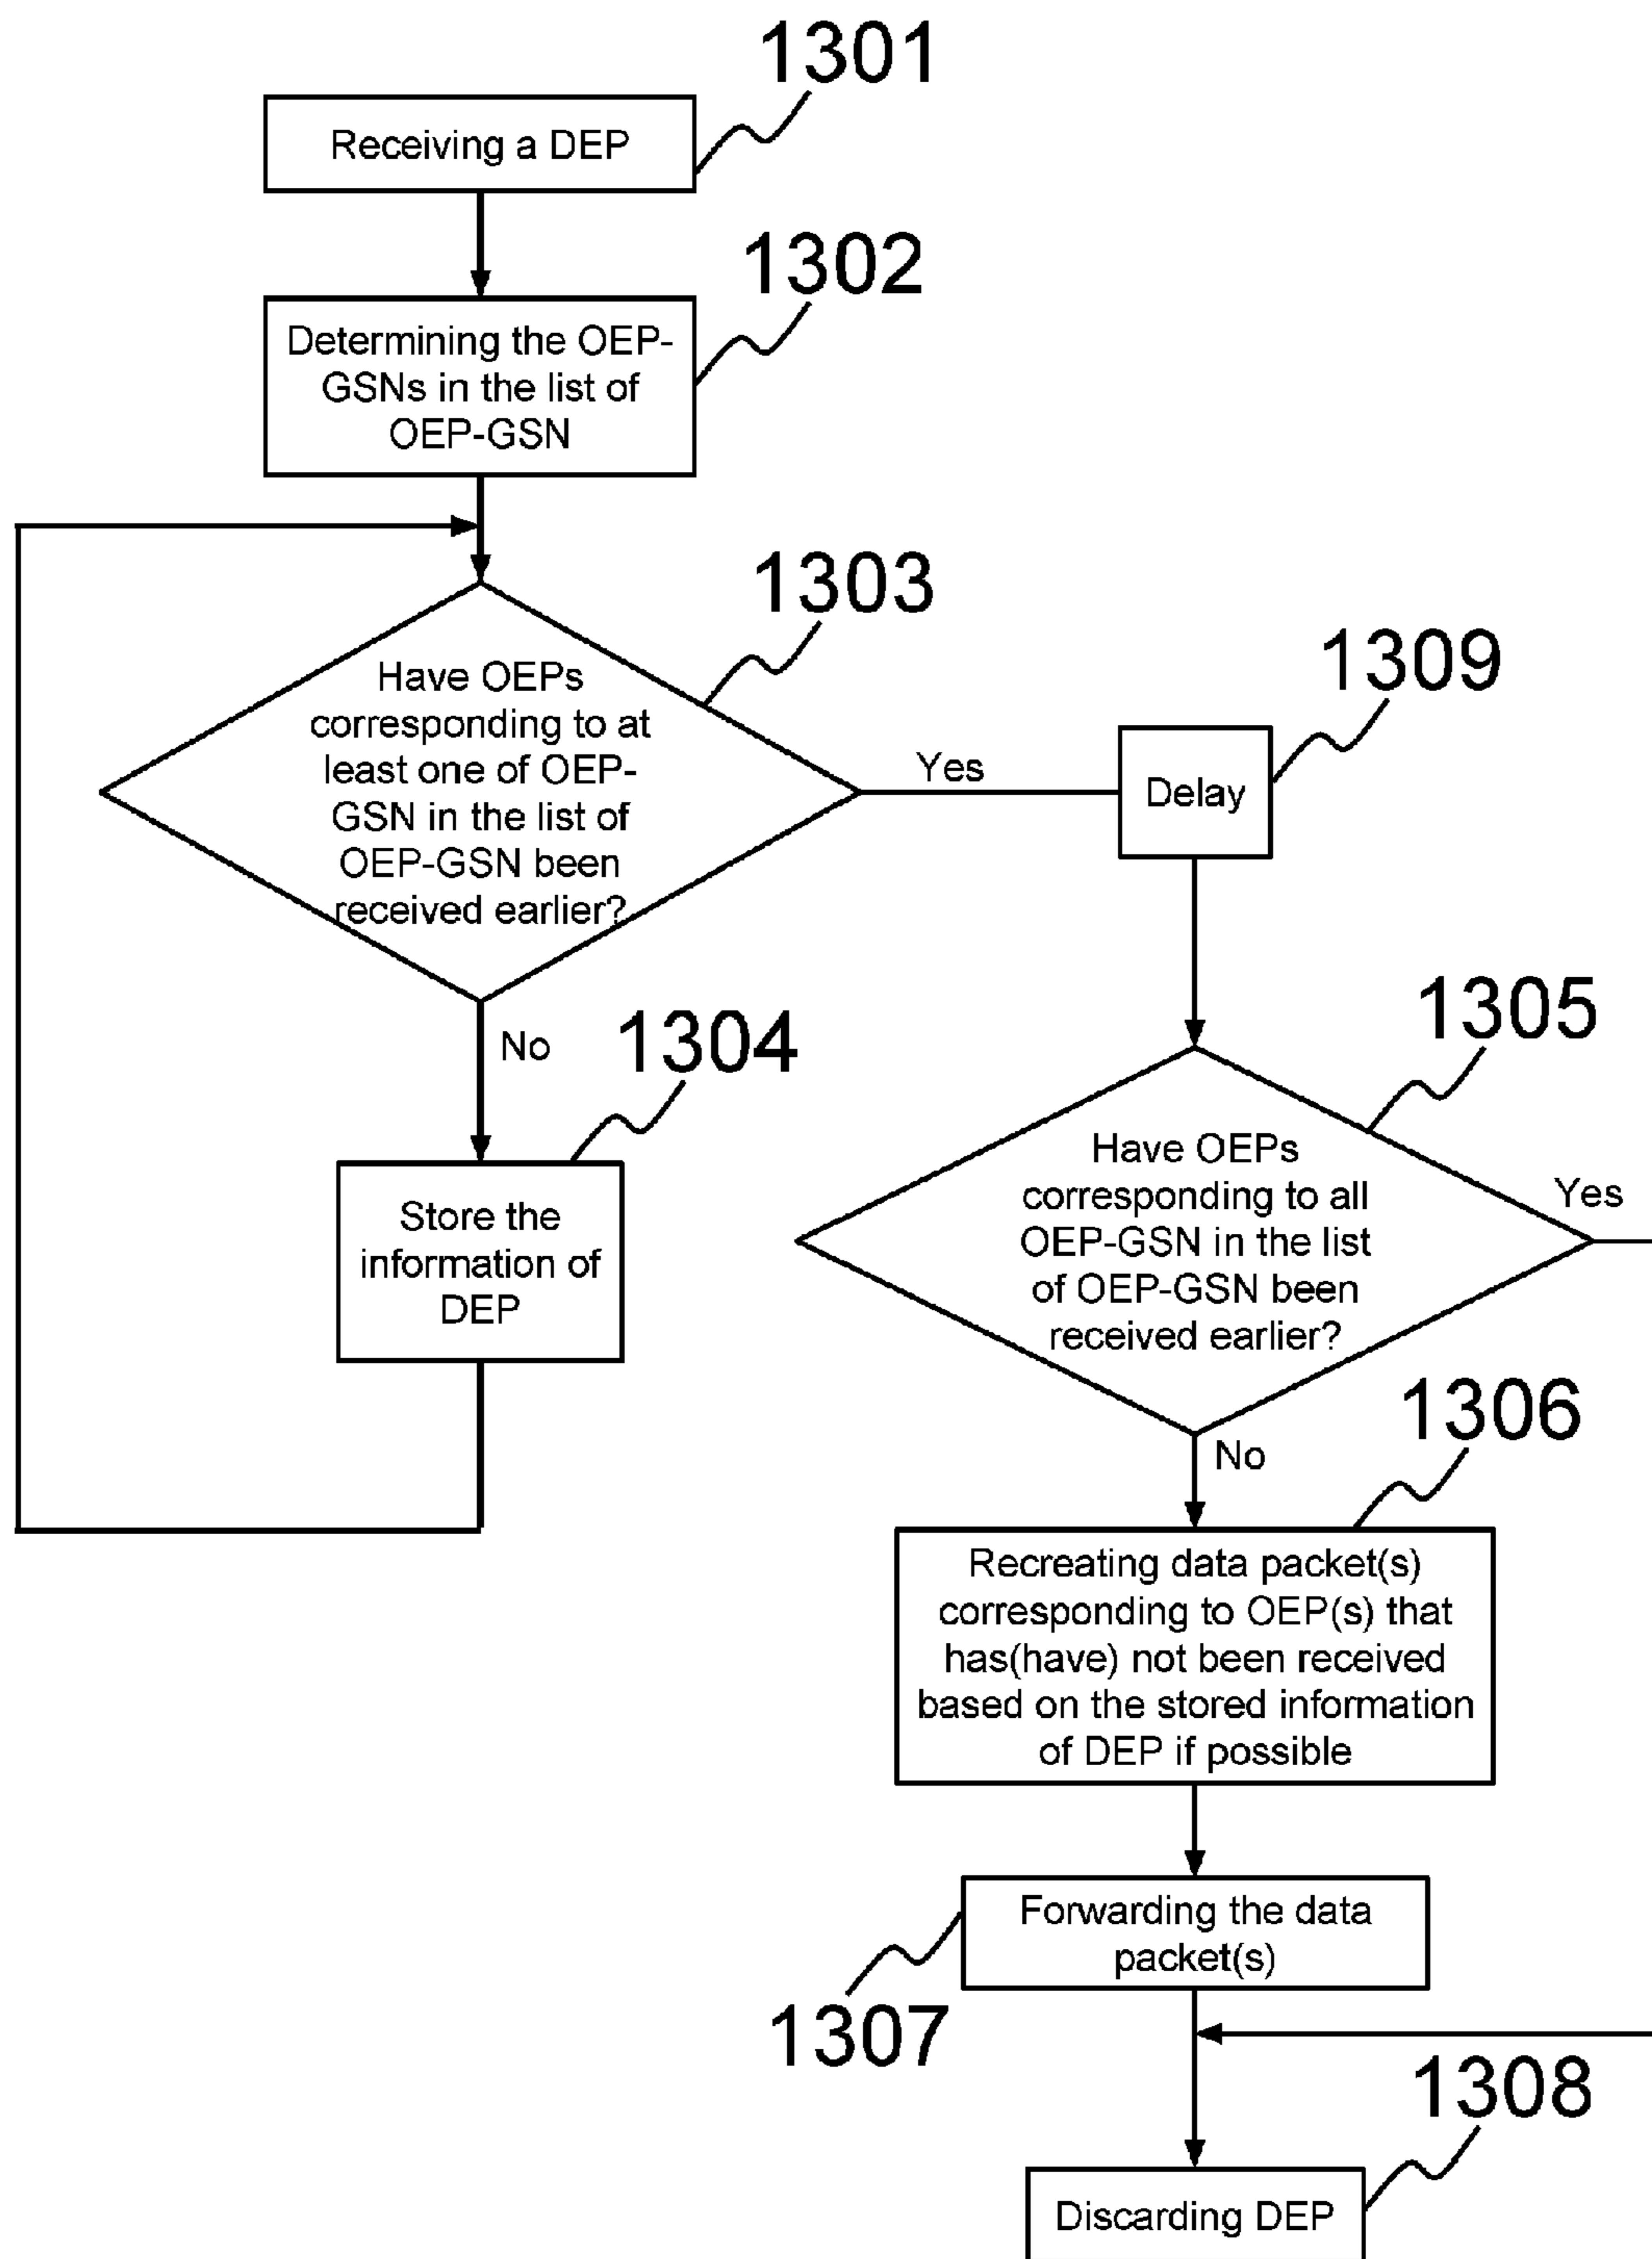 1301
Receiving a DEP
1302
Determining the OEP-
GSNs in the list of
OEP-GSN
1303
Have OEPs
corresponding to at
least one of OEP-
GSN in the list of
OEP-GSN been
received earlier?
Yes
1309
Delay
No
1304
Store the
information of
DEP
1305
Have OEPs
corresponding to all
OEP-GSN in the list
of OEP-GSN been
received earlier?
Yes
No
1306
Recreating data packet(s)
corresponding to OEP(s) that
has(have) not been received
based on the stored information
of DEP if possible
Forwarding the data
packet(s)
1307
1308
Discarding DEP